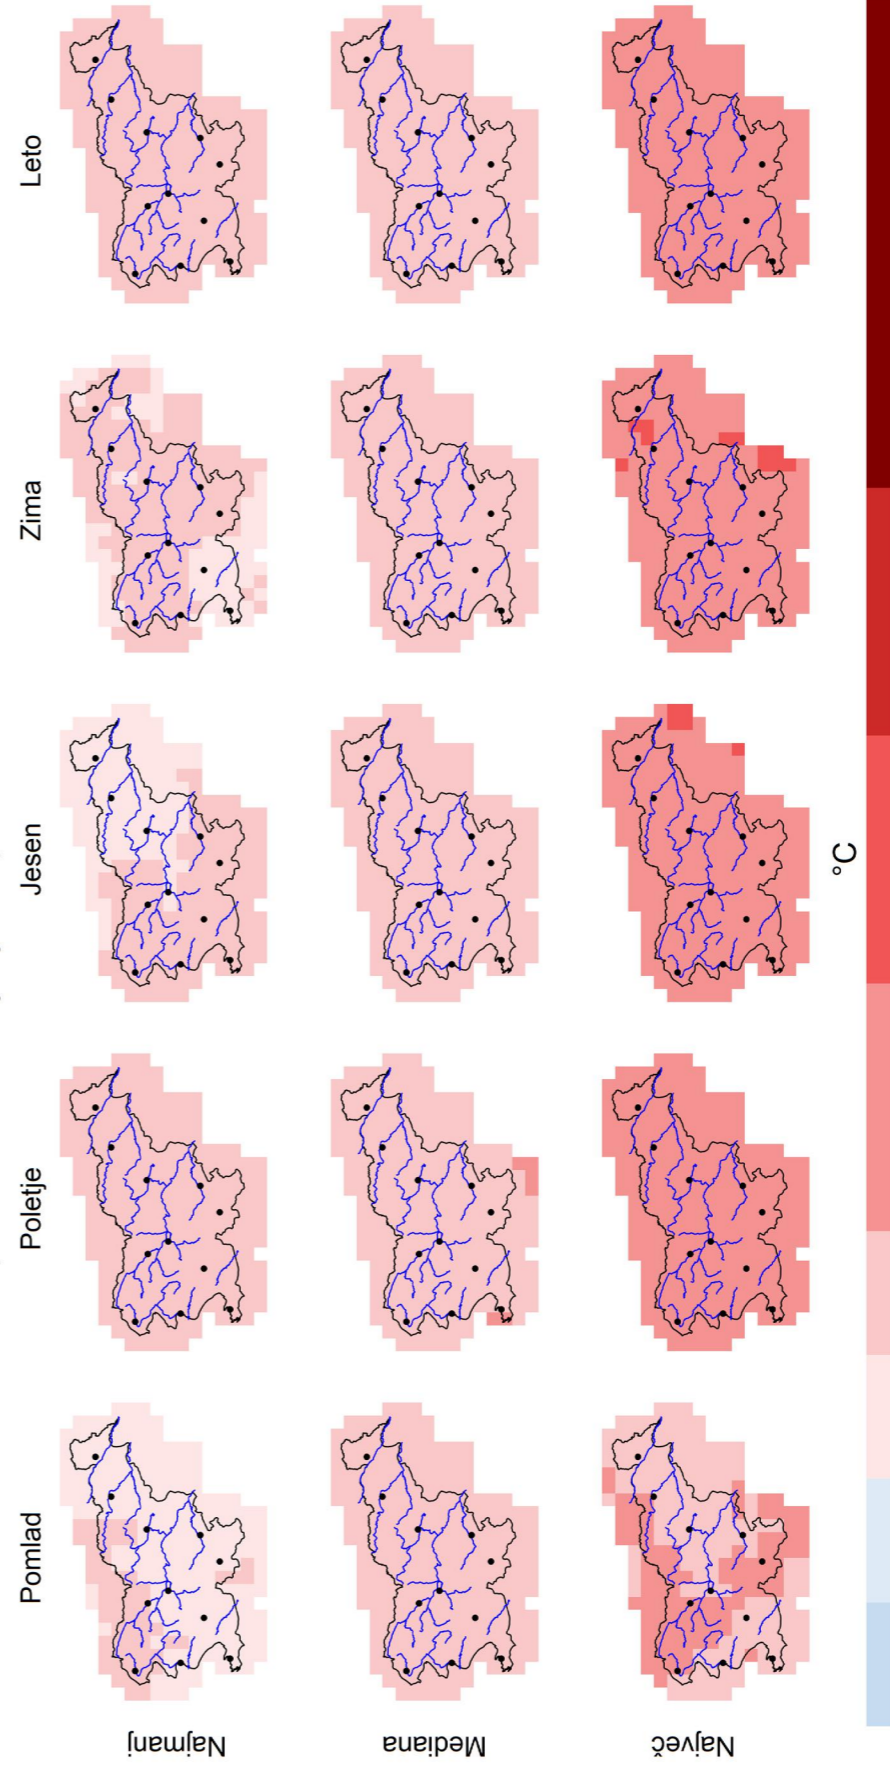 Pomlad
Poletje
Jesen
Zima
Leto
Najmanj
Mediana
Največ
°C